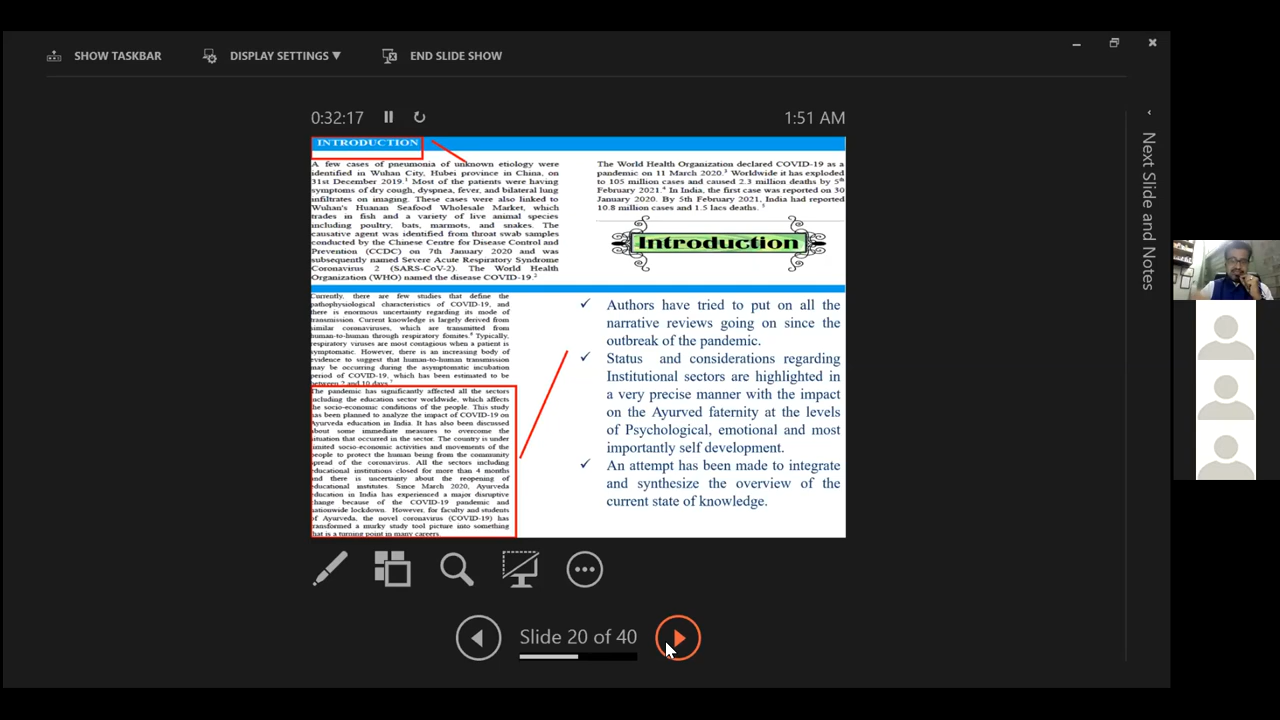 SHOW TASKBAR
DISPLAY SETTINGS ▼
END SLIDE SHOW
0:32:17
1:51 AM
INTRODUCTION
A few cases of pneumonia of unknown etiology were
identified in Wuhan City, Hubei province in China, on
31st December 2019.1 Most of the patients were having
symptoms of dry cough, dyspnea, fever, and bilateral lung
infiltrates on imaging. These cases were also linked to
Wuhan's Huanan Seafood Wholesale Market, which
trades in fish and a variety of live animal species
including poultry, bats, marmots, and snakes. The
causative agent was identified from throat swab samples
conducted by the Chinese Centre for Disease Control and
Prevention (CCDC) on 7th January 2020 and was
subsequently named Severe Acute Respiratory Syndrome
Coronavirus 2 (SARS-CoV-2). The World Health
Organization (WHO) named the disease COVID-19.2
The World Health Organization declared COVID-19 as a
pandemic on 11 March 2020.3 Worldwide it has exploded
to 105 million cases and caused 2.3 million deaths by 5th
February 2021.4 In India, the first case was reported on 30
January 2020. By 5th February 2021, India had reported
10.8 million cases and 1.5 lacs deaths. 5
Introduction
Currently, there are few studies that define the
pathophysiological characteristics of COVID-19, and
there is enormous uncertainty regarding its mode of
transmission. Current knowledge is largely derived from
similar coronaviruses, which are transmitted from
human-to-human through respiratory fomites.6 Typically,
respiratory viruses are most contagious when a patient is
symptomatic. However, there is an increasing body of
evidence to suggest that human-to-human transmission
may be occurring during the asymptomatic incubation
period of COVID-19, which has been estimated to be
between 2 and 10 days.7
The pandemic has significantly affected all the sectors
including the education sector worldwide, which affects
the socio-economic conditions of the people. This study
has been planned to analyze the impact of COVID-19 on
Ayurveda education in India. It has also been discussed
about some immediate measures to overcome the
situation that occurred in the sector. The country is under
limited socio-economic activities and movements of the
people to protect the human being from the community
spread of the coronavirus. All the sectors including
educational institutions closed for more than 4 months
and there is uncertainty about the reopening of
educational institutes. Since March 2020, Ayurveda
education in India has experienced a major disruptive
change because of the COVID-19 pandemic and
nationwide lockdown. However, for faculty and students
of Ayurveda, the novel coronavirus (COVID-19) has
transformed a murky study tool picture into something
that is a turning point in many careers.
✓ Authors have tried to put on all the
narrative reviews going on since the
outbreak of the pandemic.
✓ Status and considerations regarding
Institutional sectors are highlighted in
a very precise manner with the impact
on the Ayurved faternity at the levels
of Psychological, emotional and most
importantly self development.
✓ An attempt has been made to integrate
and synthesize the overview of the
current state of knowledge.
Slide 20 of 40
Next Slide and Notes